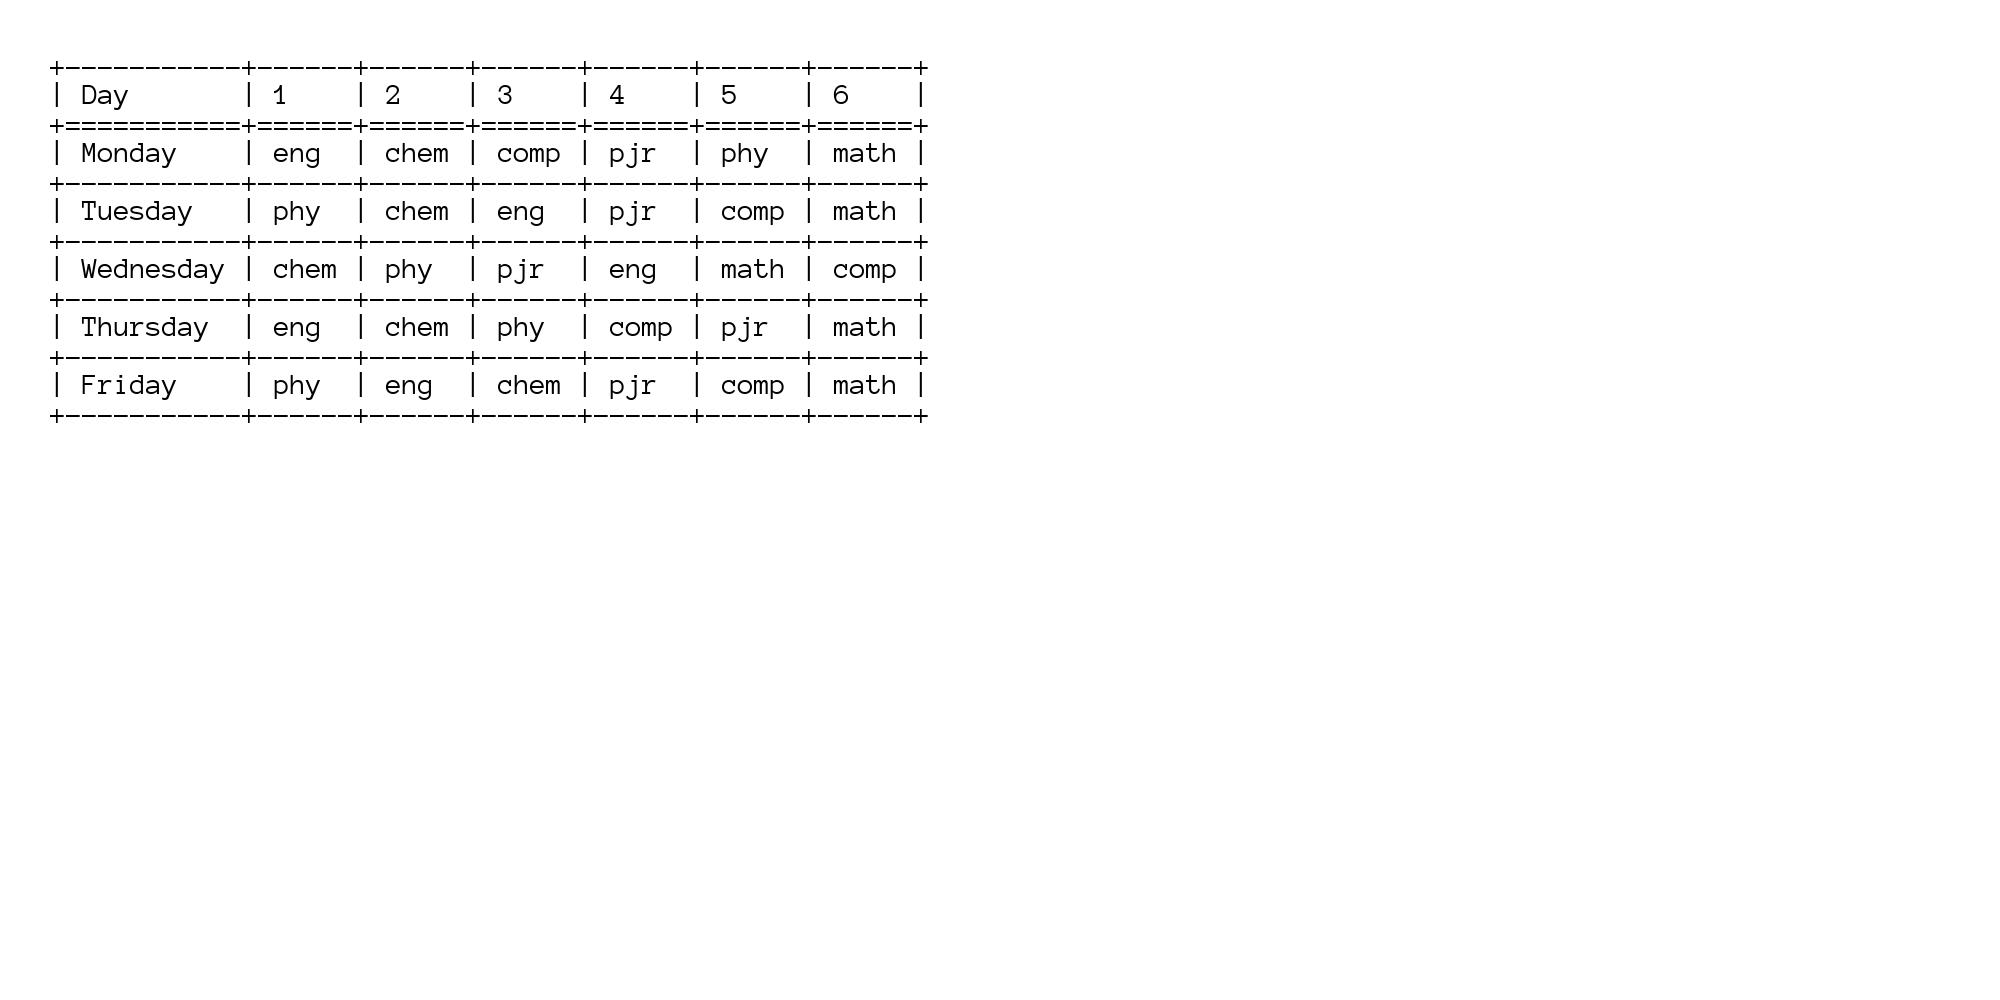 +-----------+------+------+------+------+------+------+
| Day       | 1    | 2    | 3    | 4    | 5    | 6    |
+===========+======+======+======+======+======+======+
| Monday    | eng  | chem | comp | pjr  | phy  | math |
+-----------+------+------+------+------+------+------+
| Tuesday   | phy  | chem | eng  | pjr  | comp | math |
+-----------+------+------+------+------+------+------+
| Wednesday | chem | phy  | pjr  | eng  | math | comp |
+-----------+------+------+------+------+------+------+
| Thursday  | eng  | chem | phy  | comp | pjr  | math |
+-----------+------+------+------+------+------+------+
| Friday    | phy  | eng  | chem | pjr  | comp | math |
+-----------+------+------+------+------+------+------+